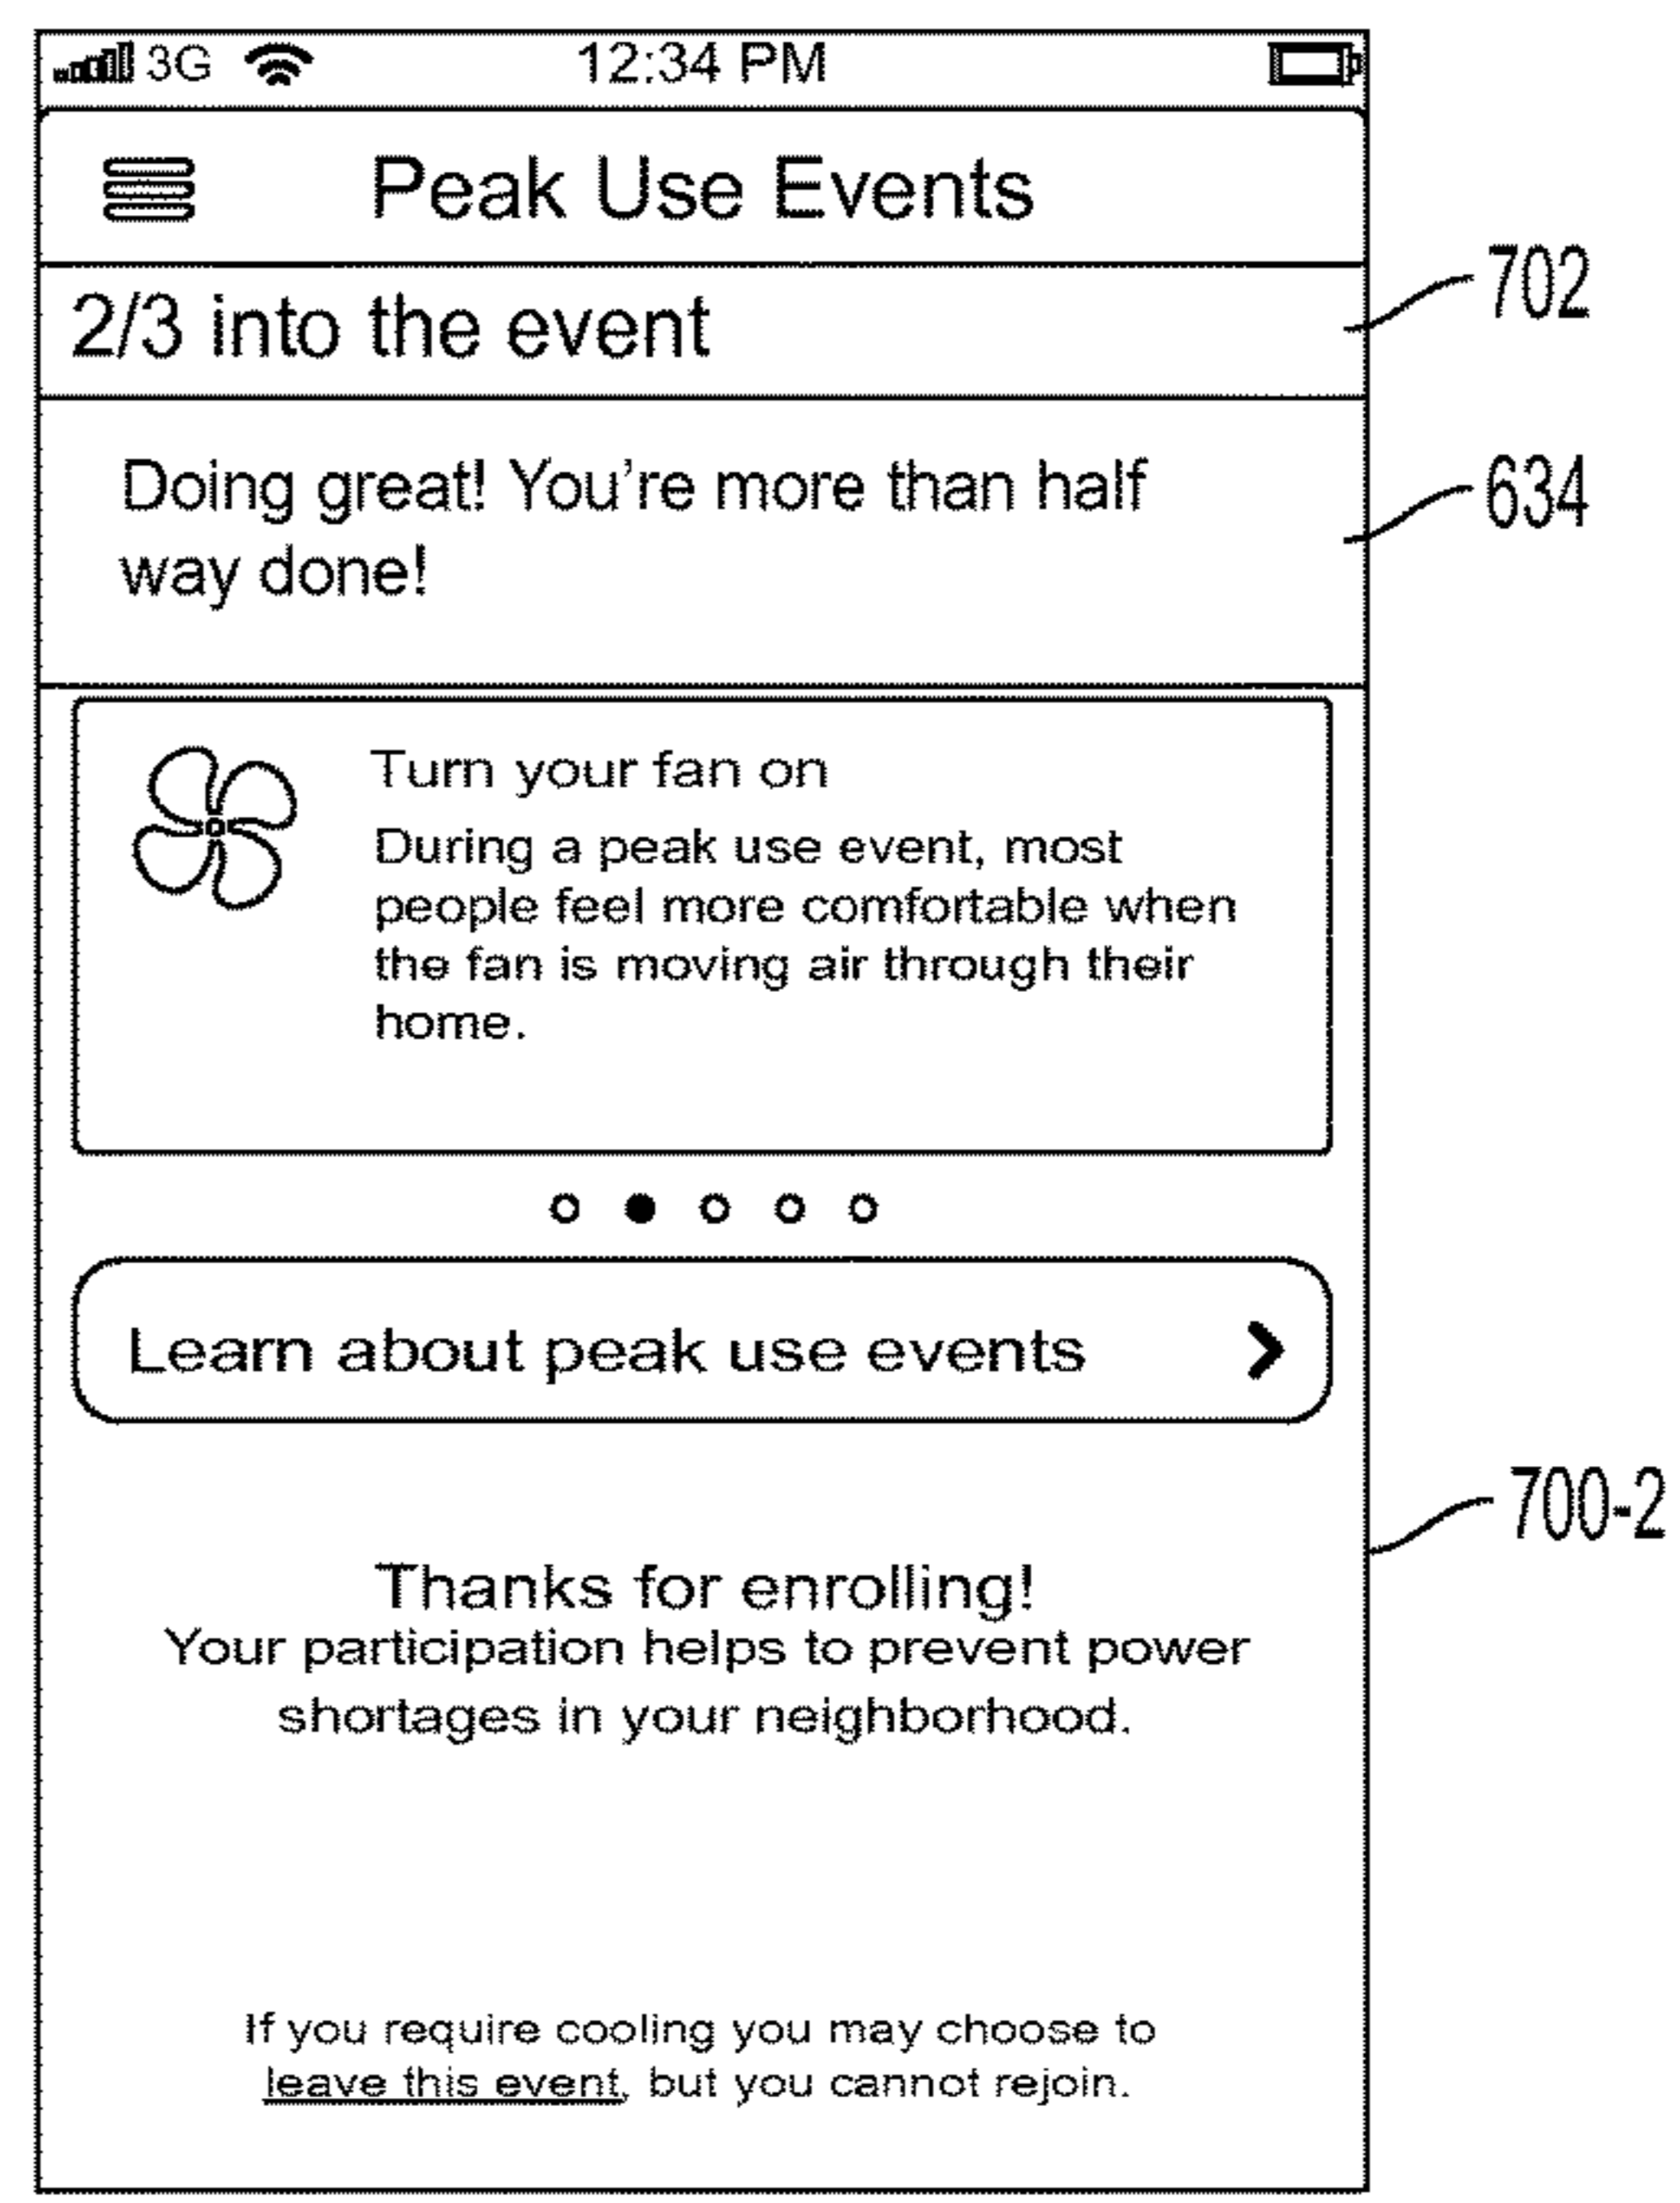 3G 12:34 PM
Peak Use Events
702
2/3 into the event
634
Doing great! You're more than half
way done!
Turn your fan on
During a peak use event, most
people feel more comfortable when
the fan is moving air through their
home.
Learn about peak use events
700-2
Thanks for enrolling!
Your participation helps to prevent power
shortages in your neighborhood.
If you require cooling you may choose to
leave this event, but you cannot rejoin.